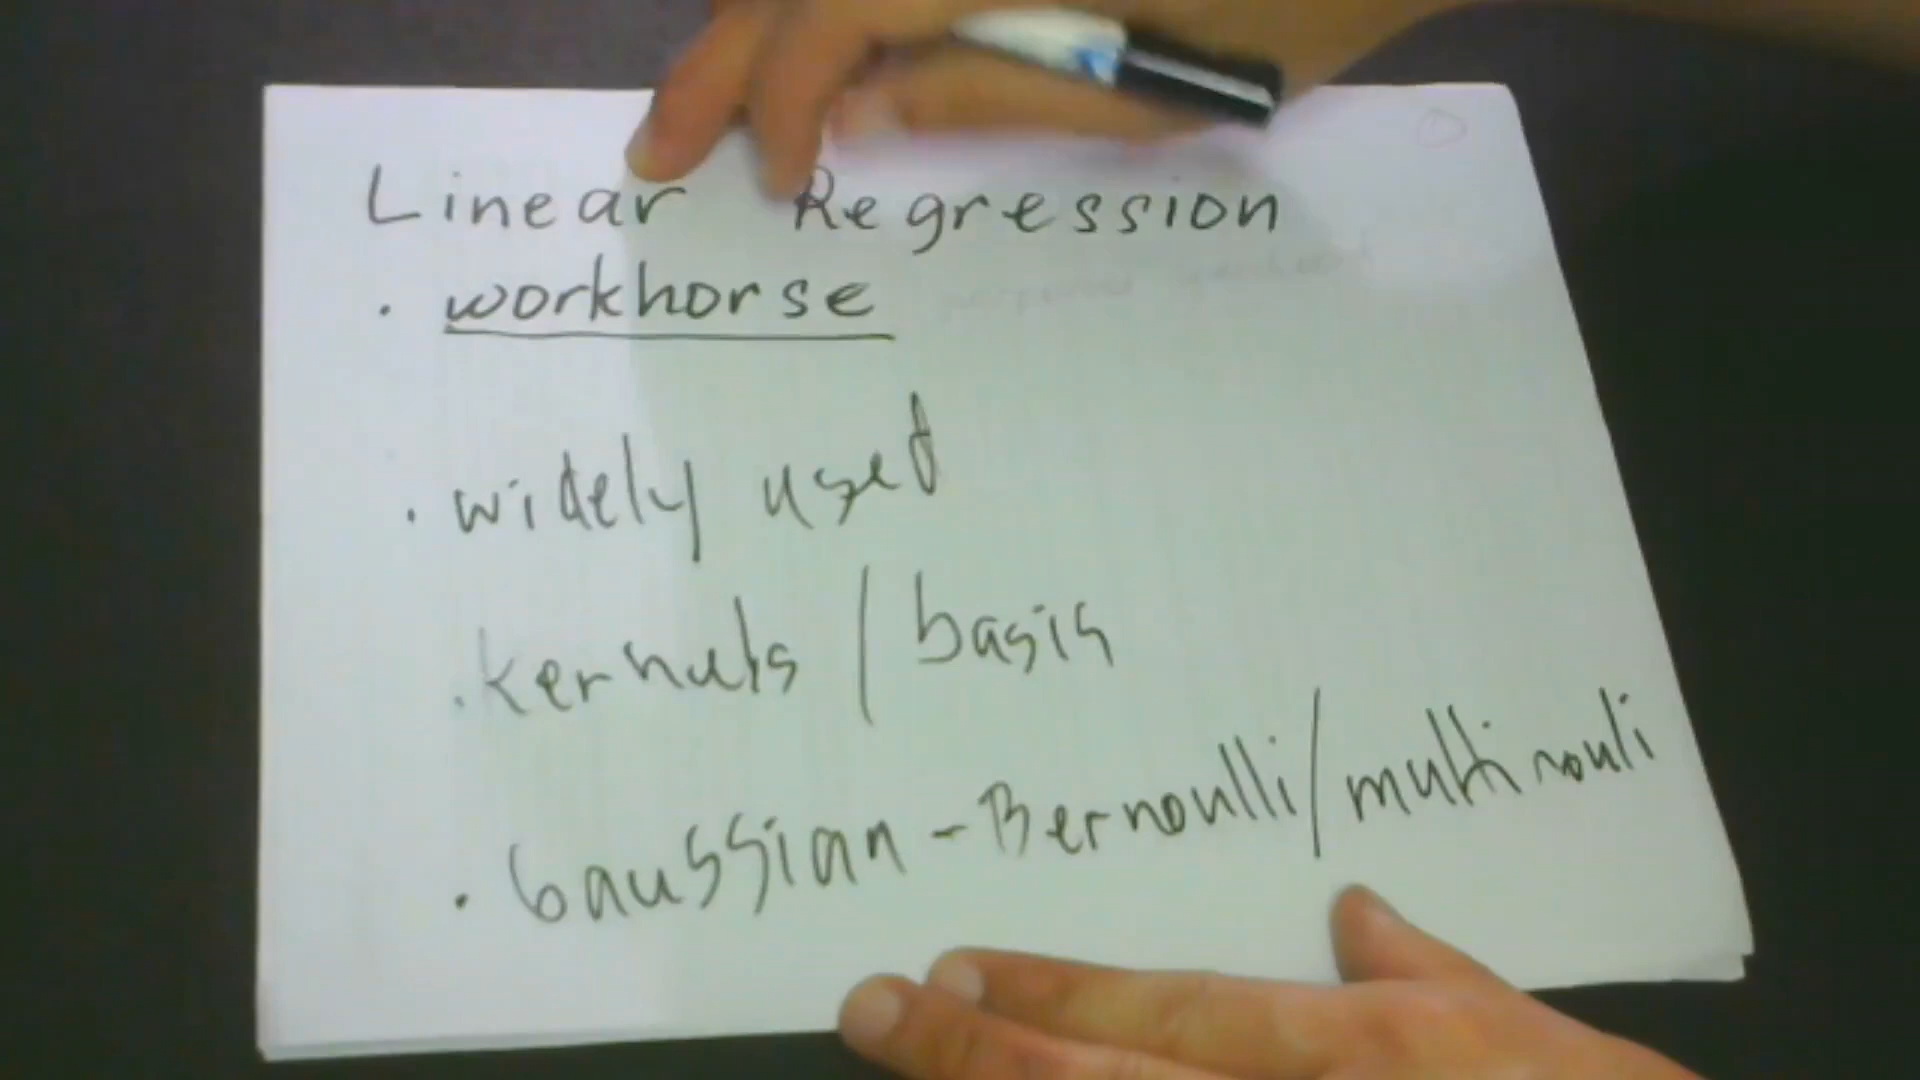 Linear Regression
. workhorse
. widely used
. kernels / basis
. Gaussian - Bernoulli / multinouli